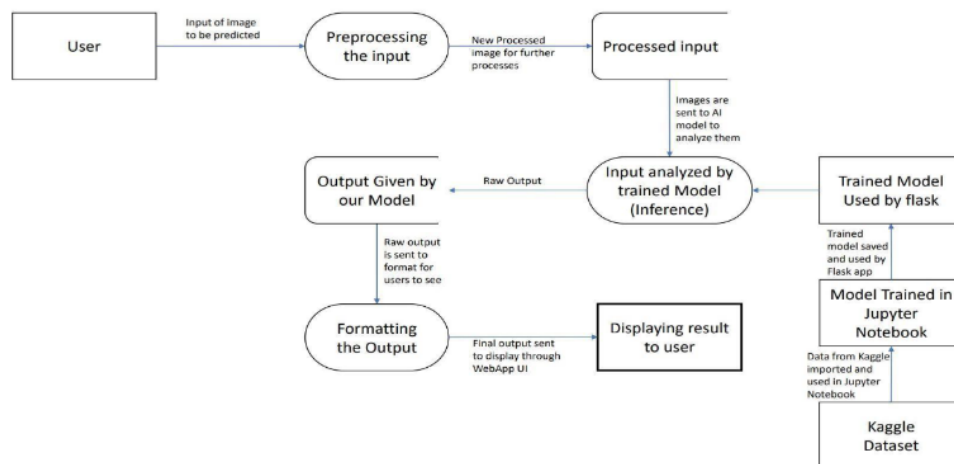 User
Input of image
to be predicted
Preprocessing
the input
New Processed
image for further
processes
Processed input
Images are
sent to AI
model to
analyze them
Output Given by
our Model
Raw Output
Input analyzed by
trained Model
(Inference)
Trained Model
Used by flask
Raw output
is sent to
format for
users to see
Trained
model saved
and used by
Flask app
Formatting
the Output
Final output sent
to display through
WebApp UI
Displaying result
to user
Model Trained in
Jupyter
Notebook
Data from Kaggle
imported and
used in Jupyter
Notebook
Kaggle
Dataset